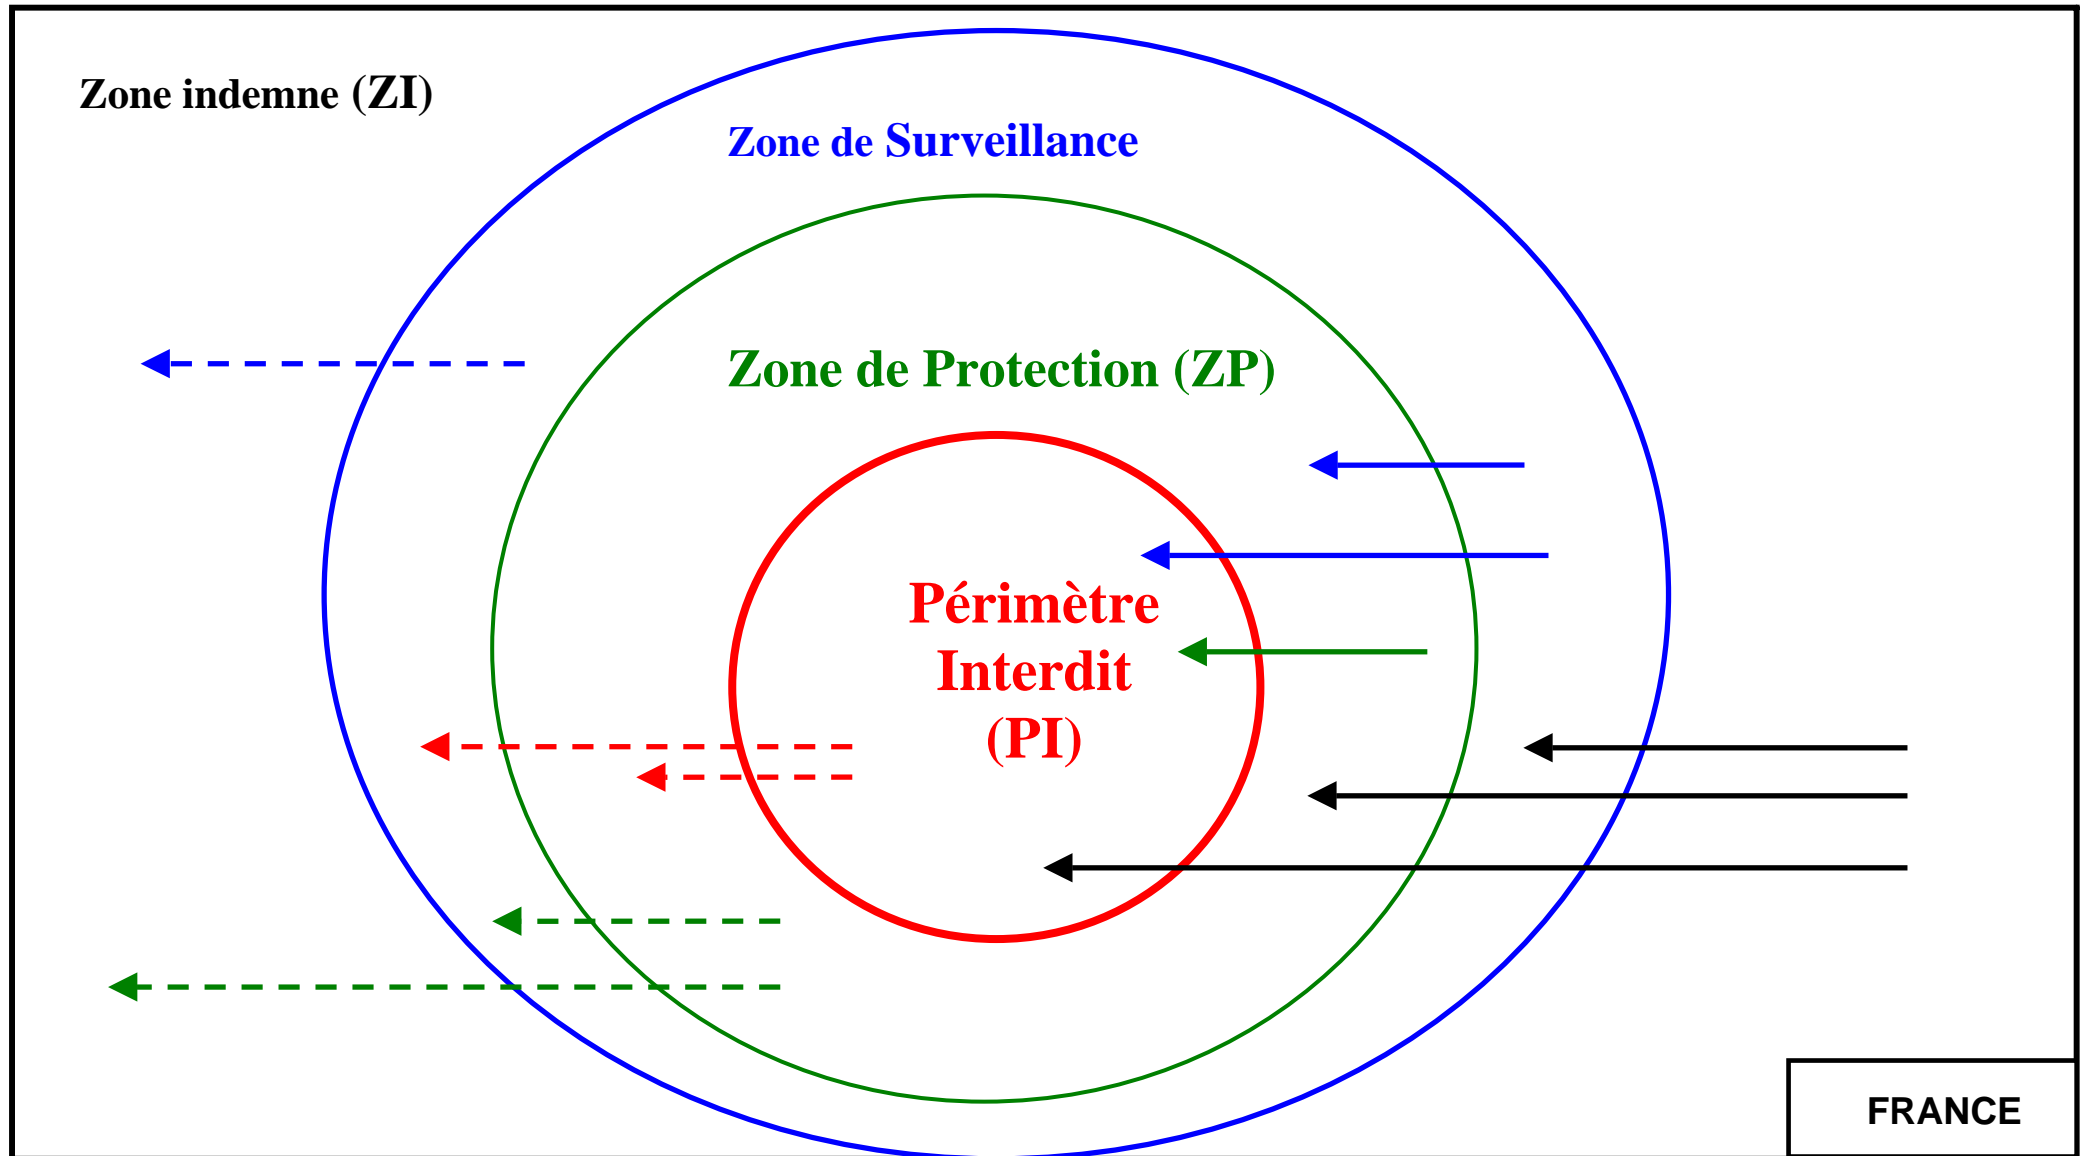 Zone indemne (ZI)
Zone de Surveillance
Zone de Protection (ZP)
Périmètre
Interdit
(PI)
FRANCE